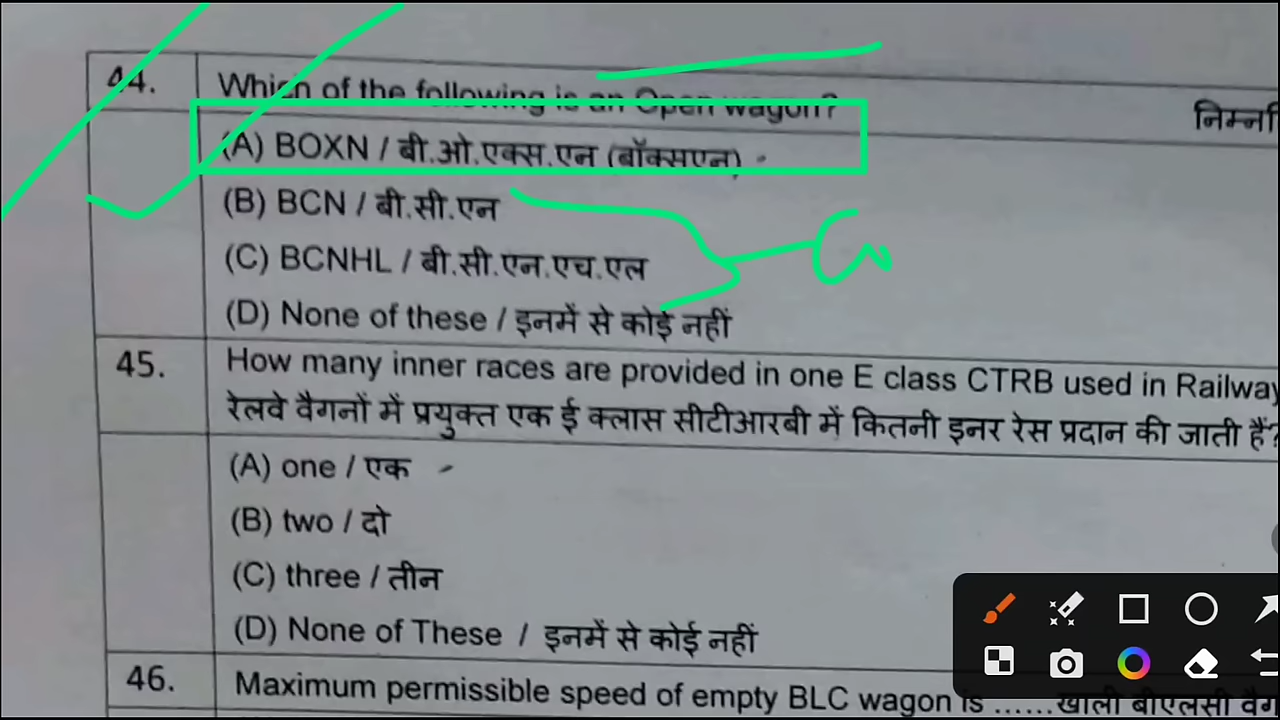 44.
Which of the following is an Open wagon?
निम्नलि
(A) BOXN / बी.ओ.एक्स.एन (बॉक्सएन)
(B) BCN / बी.सी.एन
(C) BCNHL / बी.सी.एन.एच.एल
(D) None of these / इनमें से कोई नहीं
45.
How many inner races are provided in one E class CTRB used in Railway
रेलवे वैगनों में प्रयुक्त एक ई क्लास सीटीआरबी में कितनी इनर रेस प्रदान की जाती हैं?
(A) one / एक
(B) two / दो
(C) three / तीन
(D) None of These / इनमें से कोई नहीं
46.
Maximum permissible speed of empty BLC wagon is ......खाली बीएलसी वैग